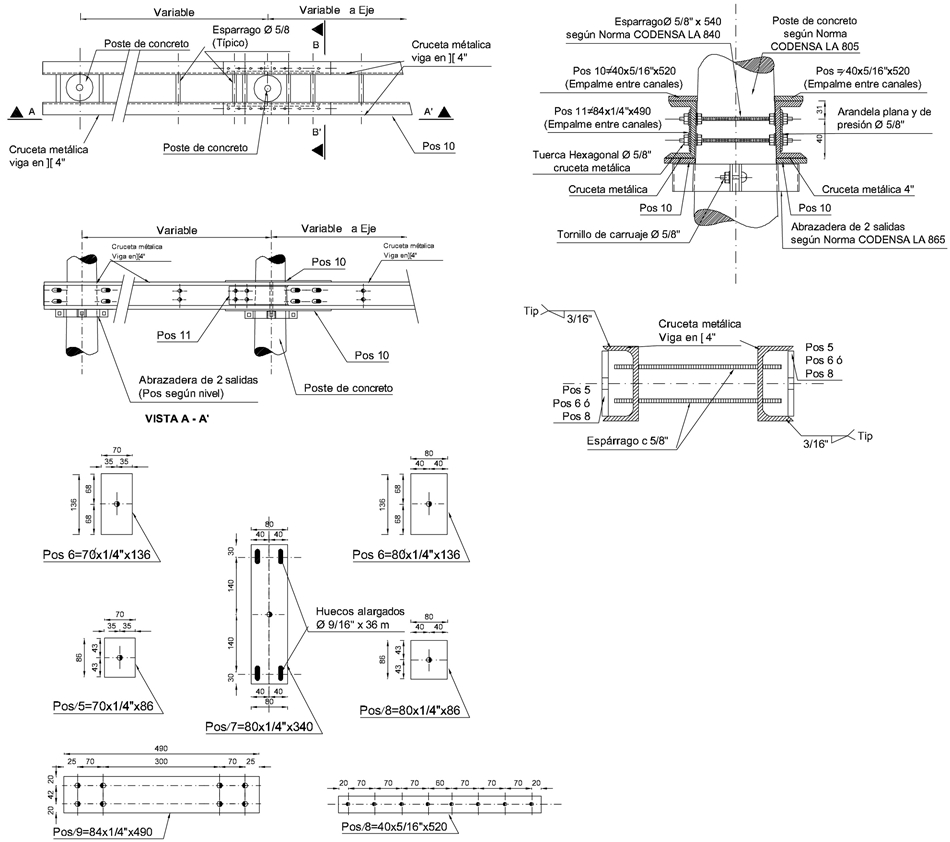 Variable
Variable a Eje
Poste de concreto
Esparrago Ø 5/8
(Típico)
B
Cruceta métalica
viga en ][ 4"
A
A'
Cruceta métalica
viga en ][ 4"
Poste de concreto
B'
Pos 10
EsparragoØ 5/8" x 540
según Norma CODENSA LA 840
Poste de concreto
según Norma
CODENSA LA 805
Pos 10≠40x5/16"x520
(Empalme entre canales)
Pos ≠40x5/16"x520
(Empalme entre canales)
Pos 11≠84x1/4"x490
(Empalme entre canales)
31
40
Arandela plana y de
presión Ø 5/8"
Tuerca Hexagonal Ø 5/8"
cruceta metálica
Cruceta metálica
Cruceta metálica 4"
Pos 10
Pos 10
Tornillo de carruaje Ø 5/8"
Abrazadera de 2 salidas
según Norma CODENSA LA 865
Variable
Variable a Eje
Cruceta métalica
Viga en][4"
Pos 10
Cruceta métalica
Viga en][4"
Pos 11
Pos 10
Abrazadera de 2 salidas
(Pos según nivel)
Poste de concreto
VISTA A - A'
Tip
3/16"
Cruceta metálica
Viga en [ 4"
Pos 5
Pos 6 ó
Pos 8
Pos 5
Pos 6 ó
Pos 8
Espárrago c 5/8"
3/16"
Tip
70
35 35
136
68
68
Pos 6=70x1/4"x136
80
40 40
30
140
140
30
40 40
80
Huecos alargados
Ø 9/16" x 36 m
Pos/7=80x1/4"x340
80
40 40
136
68
68
Pos 6=80x1/4"x136
70
35 35
86
43
43
Pos/5=70x1/4"x86
80
40 40
86
43
43
Pos/8=80x1/4"x86
490
25 70 300 70 25
20
42
20
Pos/9=84x1/4"x490
20 70 70 70 60 70 70 70 20
Pos/8=40x5/16"x520